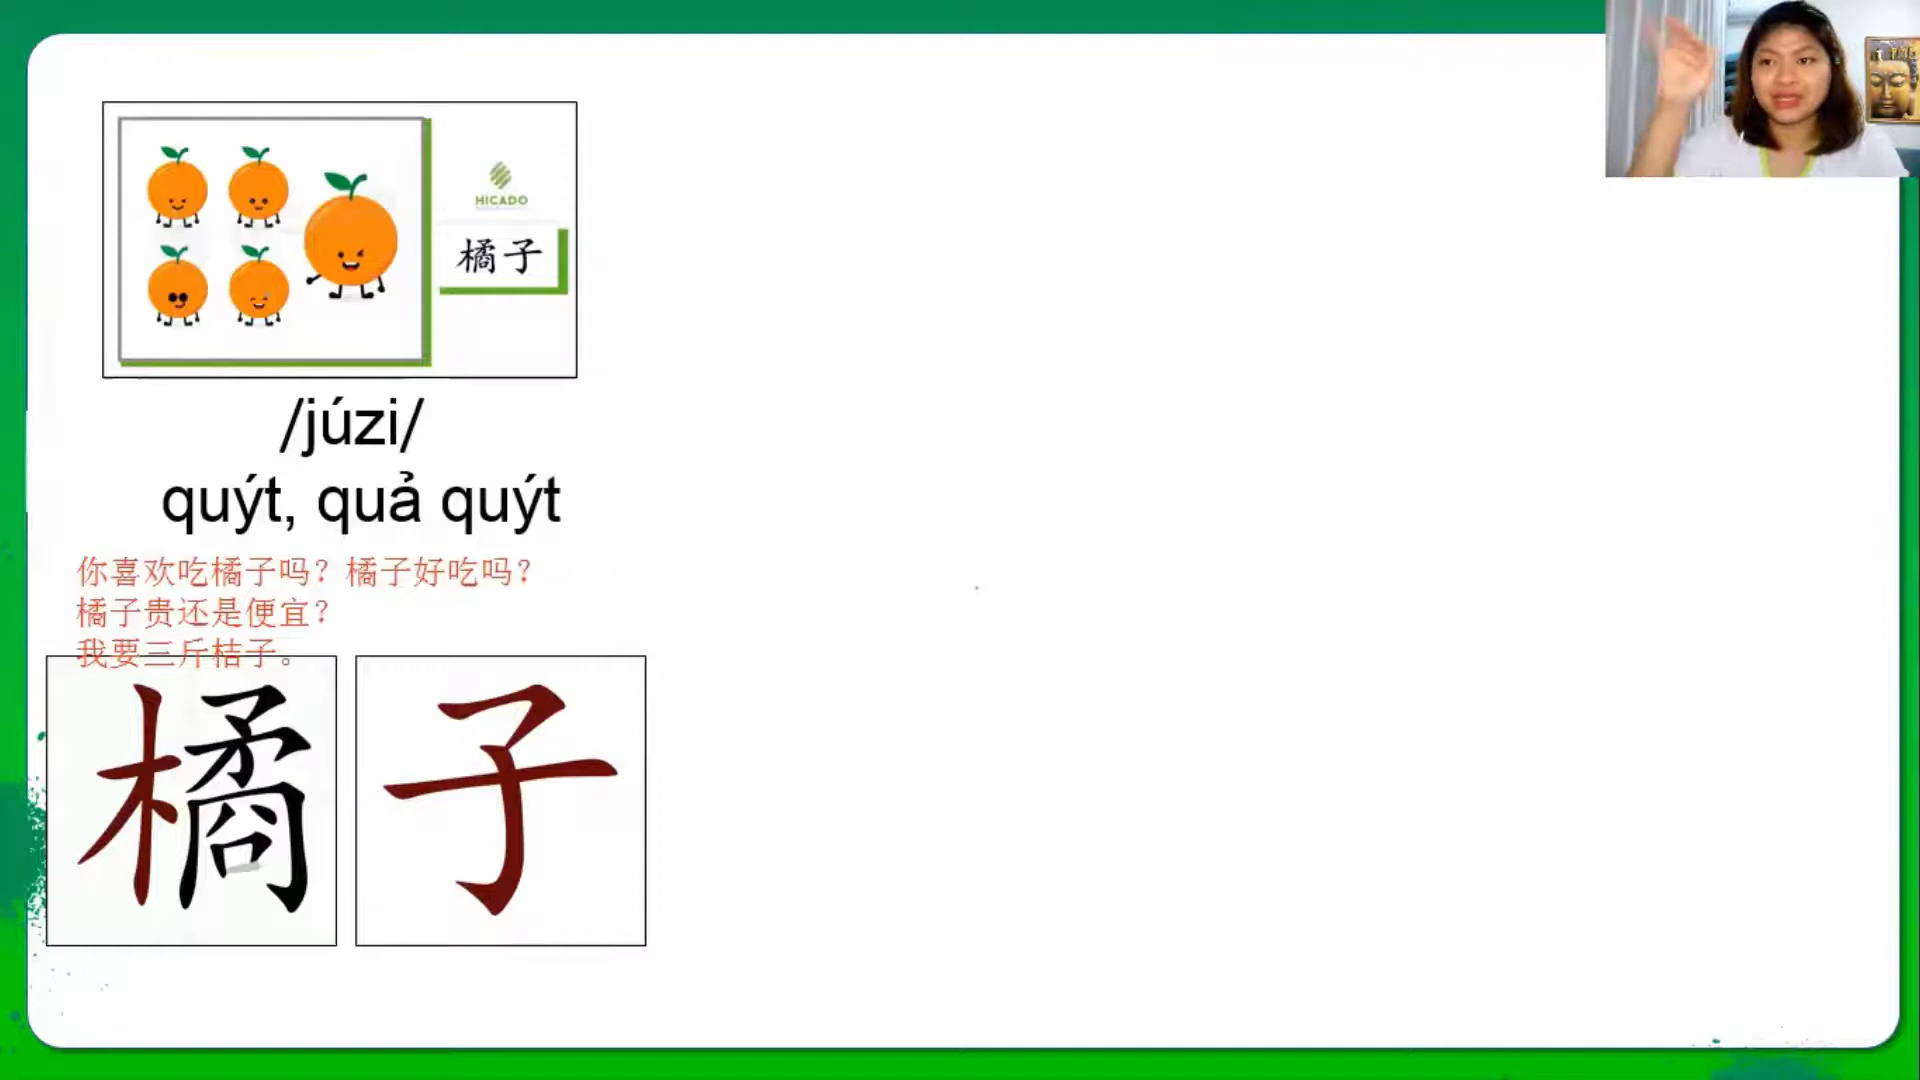 HICADO
橘子
/júzi/
quýt, quả quýt
你喜欢吃橘子吗？橘子好吃吗？
橘子贵还是便宜？
我要三斤桔子。
橘子